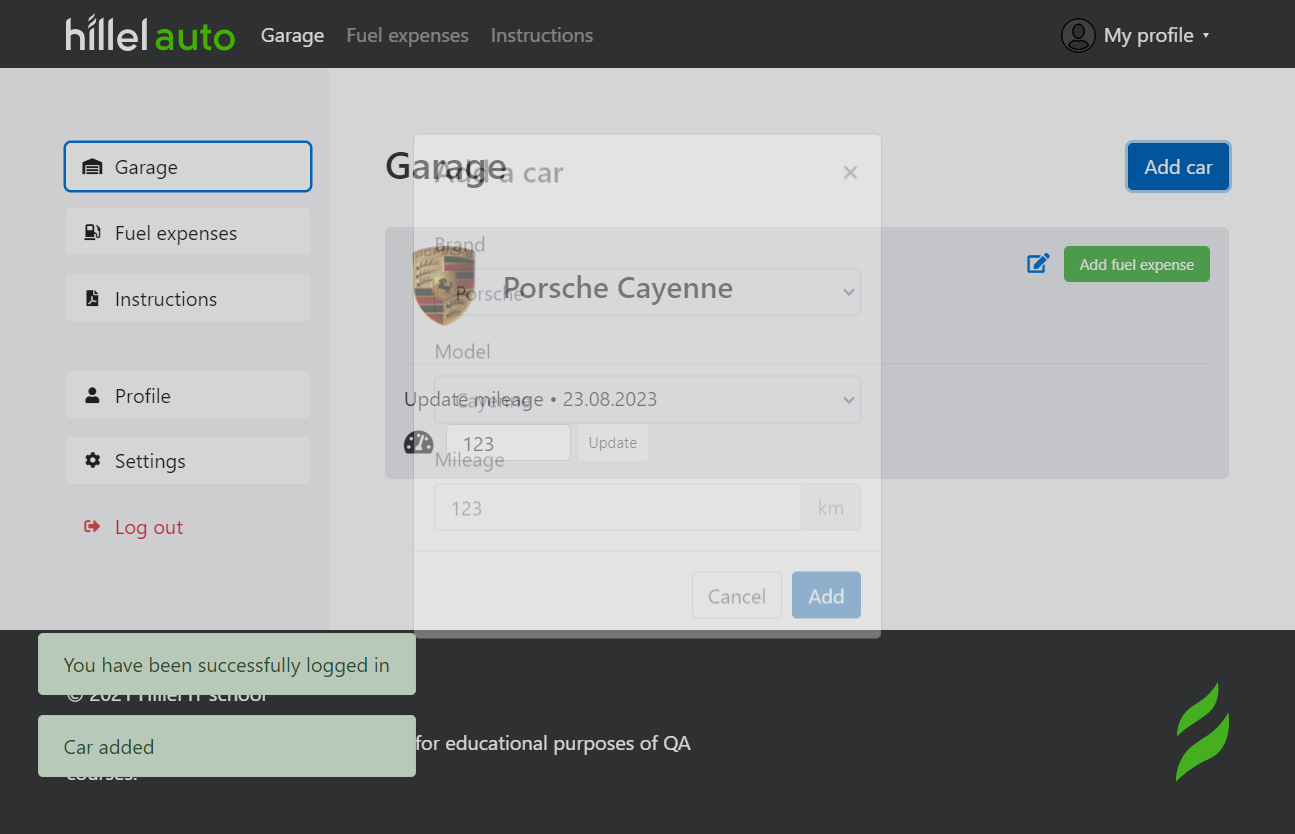 hillel auto Garage Fuel expenses Instructions My profile
Garage
Fuel expenses
Instructions
Profile
Settings
Log out
Garage
Add car
Porsche Cayenne
Add fuel expense
Update mileage • 23.08.2023
123 Update
Add a car ×
Brand
Porsche
Model
Cayenne
Mileage
123 km
Cancel Add
You have been successfully logged in
© 2021 Hillel IT school
Car added
for educational purposes of QA
courses.